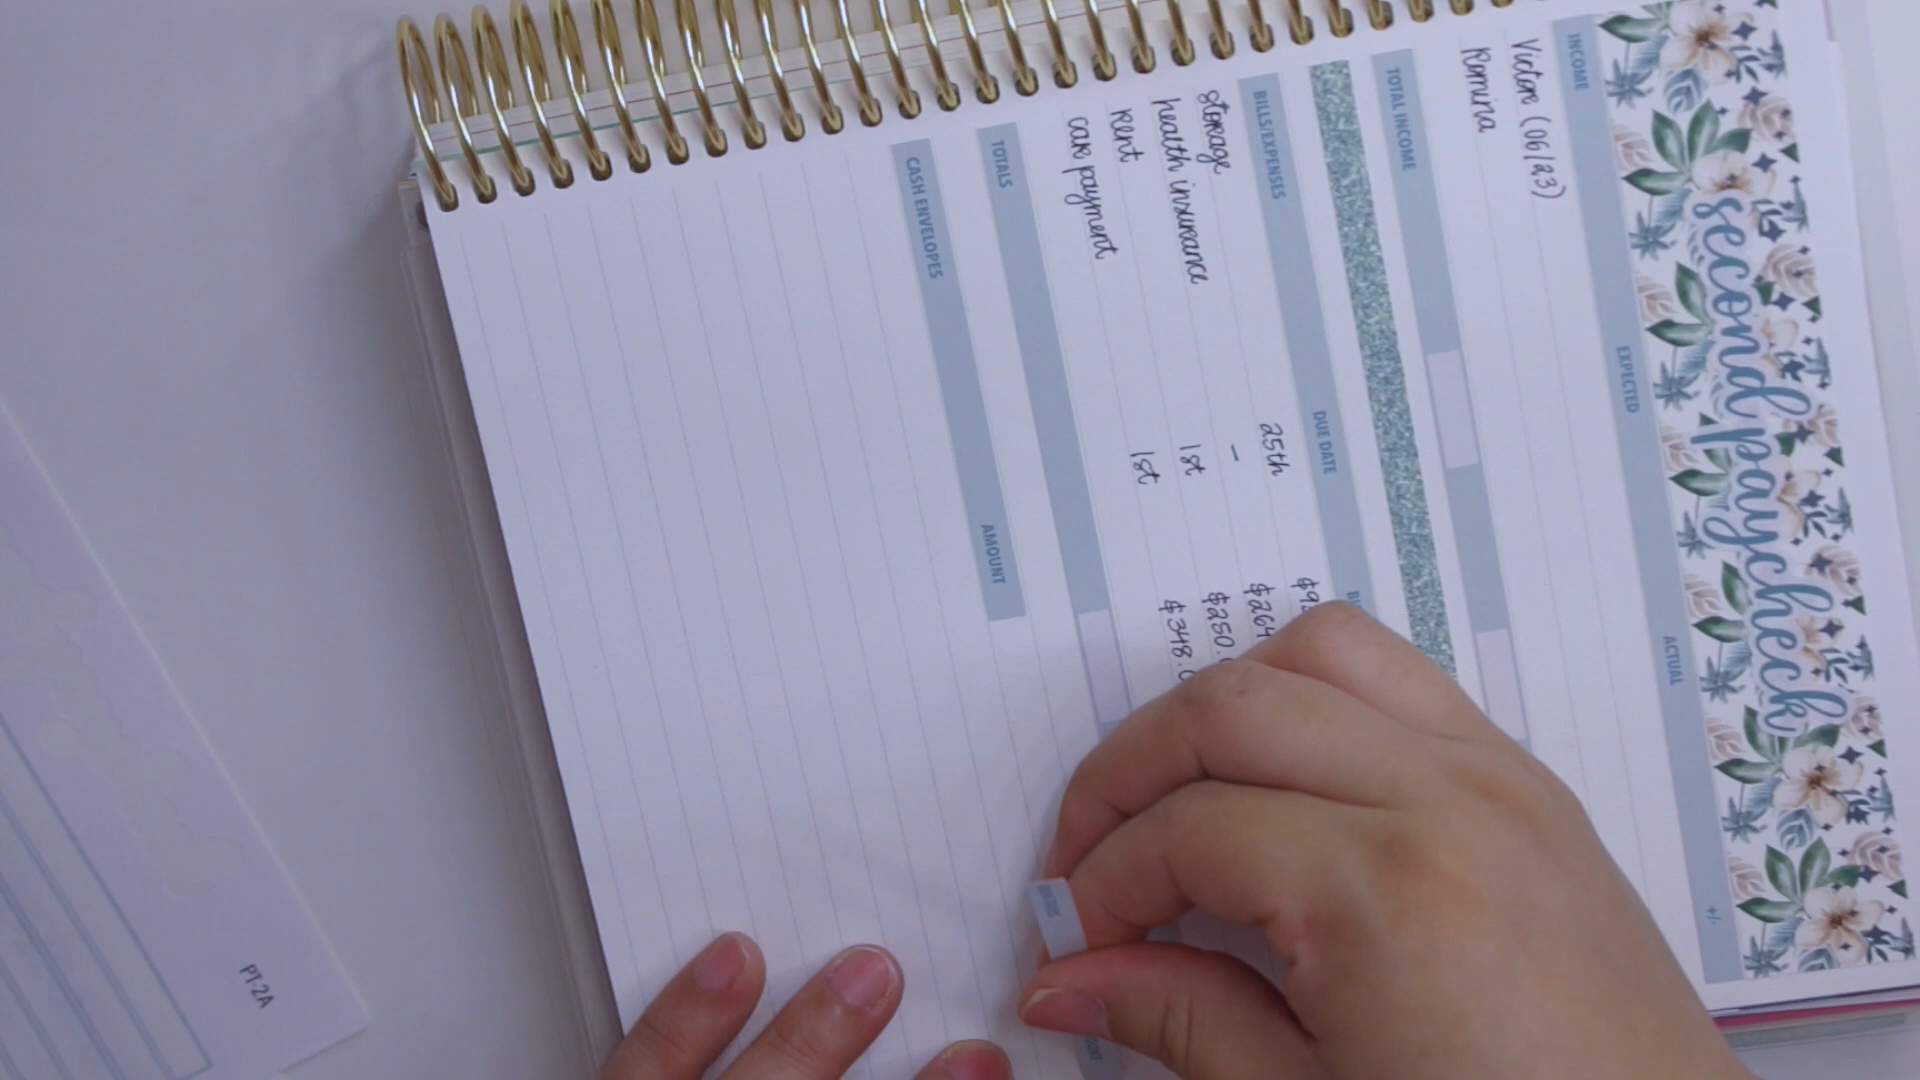 second paycheck
INCOME EXPECTED ACTUAL +/-
Victor (06/23)
Romina
TOTAL INCOME
BILLS/EXPENSES DUE DATE
storage 25th
health insurance - $264
Rent 1st $250.
car payment 1st $348.
TOTALS
CASH ENVELOPES AMOUNT
PT-2A